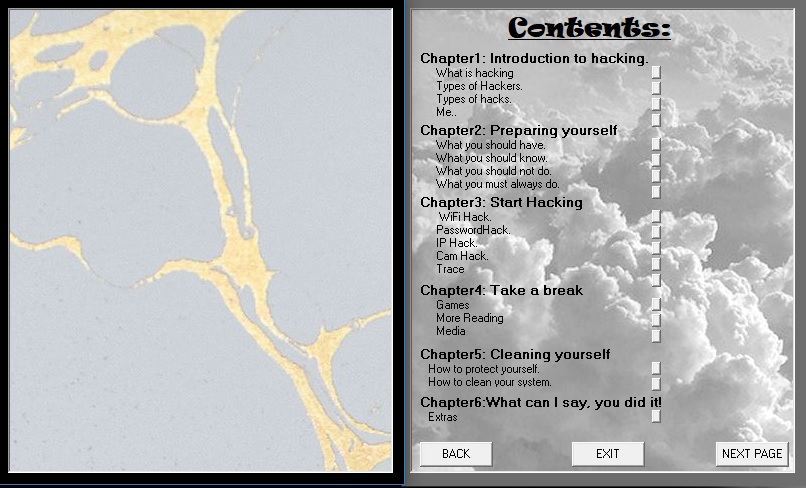 Contents:
Chapter1: Introduction to hacking.
What is hacking
Types of Hackers.
Types of hacks.
Me..
Chapter2: Preparing yourself
What you should have.
What you should know.
What you should not do.
What you must always do.
Chapter3: Start Hacking
WiFi Hack.
PasswordHack.
IP Hack.
Cam Hack.
Trace
Chapter4: Take a break
Games
More Reading
Media
Chapter5: Cleaning yourself
How to protect yourself.
How to clean your system.
Chapter6:What can I say, you did it!
Extras
BACK EXIT NEXT PAGE